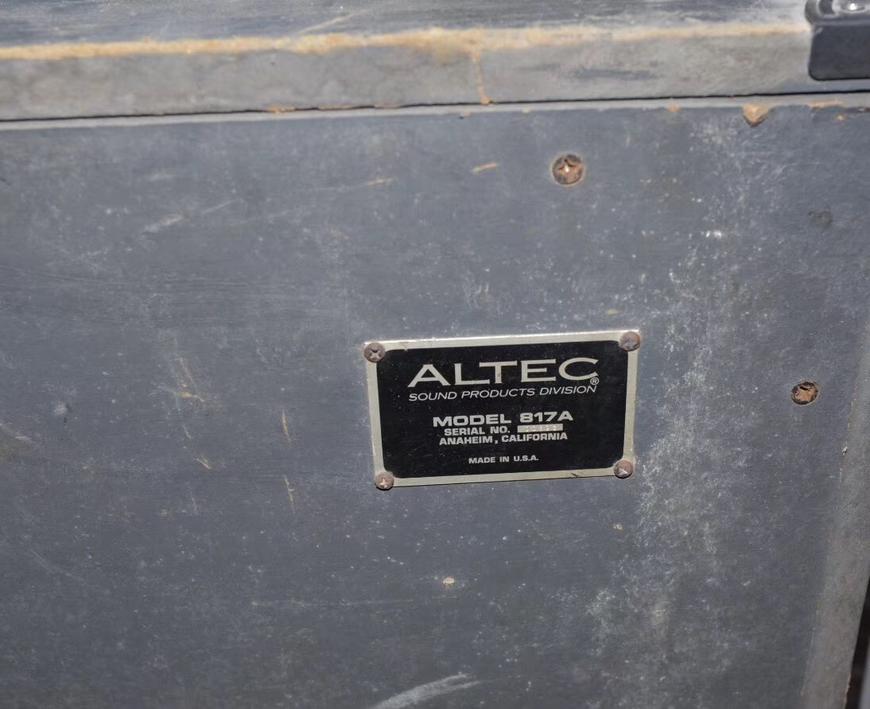 ALTEC®
SOUND PRODUCTS DIVISION
MODEL 817A
SERIAL NO.
ANAHEIM, CALIFORNIA
MADE IN U.S.A.